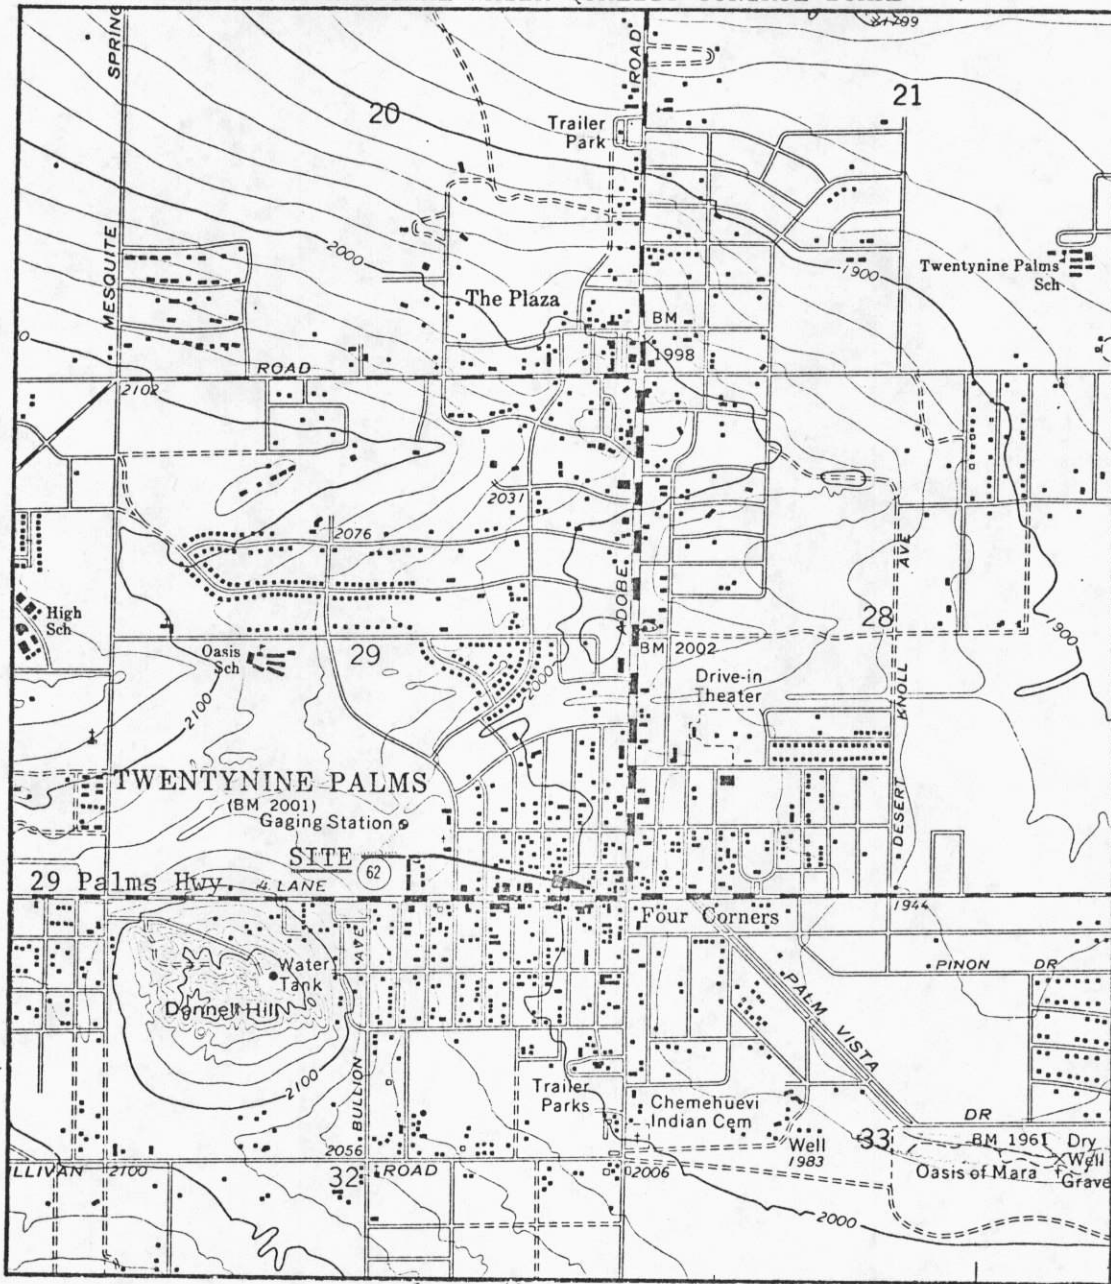 SPRING
20
ROAD
21
Trailer
Park
MESQUITE
2000
1900
Twentynine Palms
Sch
The Plaza
BM
1998
ROAD
2102
2031
2076
AVE
High
Sch
Oasis
Sch
29
ADOBE
28
1900
BM 2002
2000
Drive-in
Theater
KNOLL
2100
TWENTYNINE PALMS
(BM 2001)
Gaging Station
DESERT
SITE
62
29 Palms Hwy.
4 LANE
1944
Four Corners
AVE
Water
Tank
PINON DR
Donnell Hill
PALM VISTA
2100
BULLION
Trailer
Parks
Chemehuevi
Indian Cem
DR
Well
1983
33
BM 1961
Dry
Well
Oasis of Mara
Grave
2056
LLIVAN
2100
32
ROAD
2006
2000